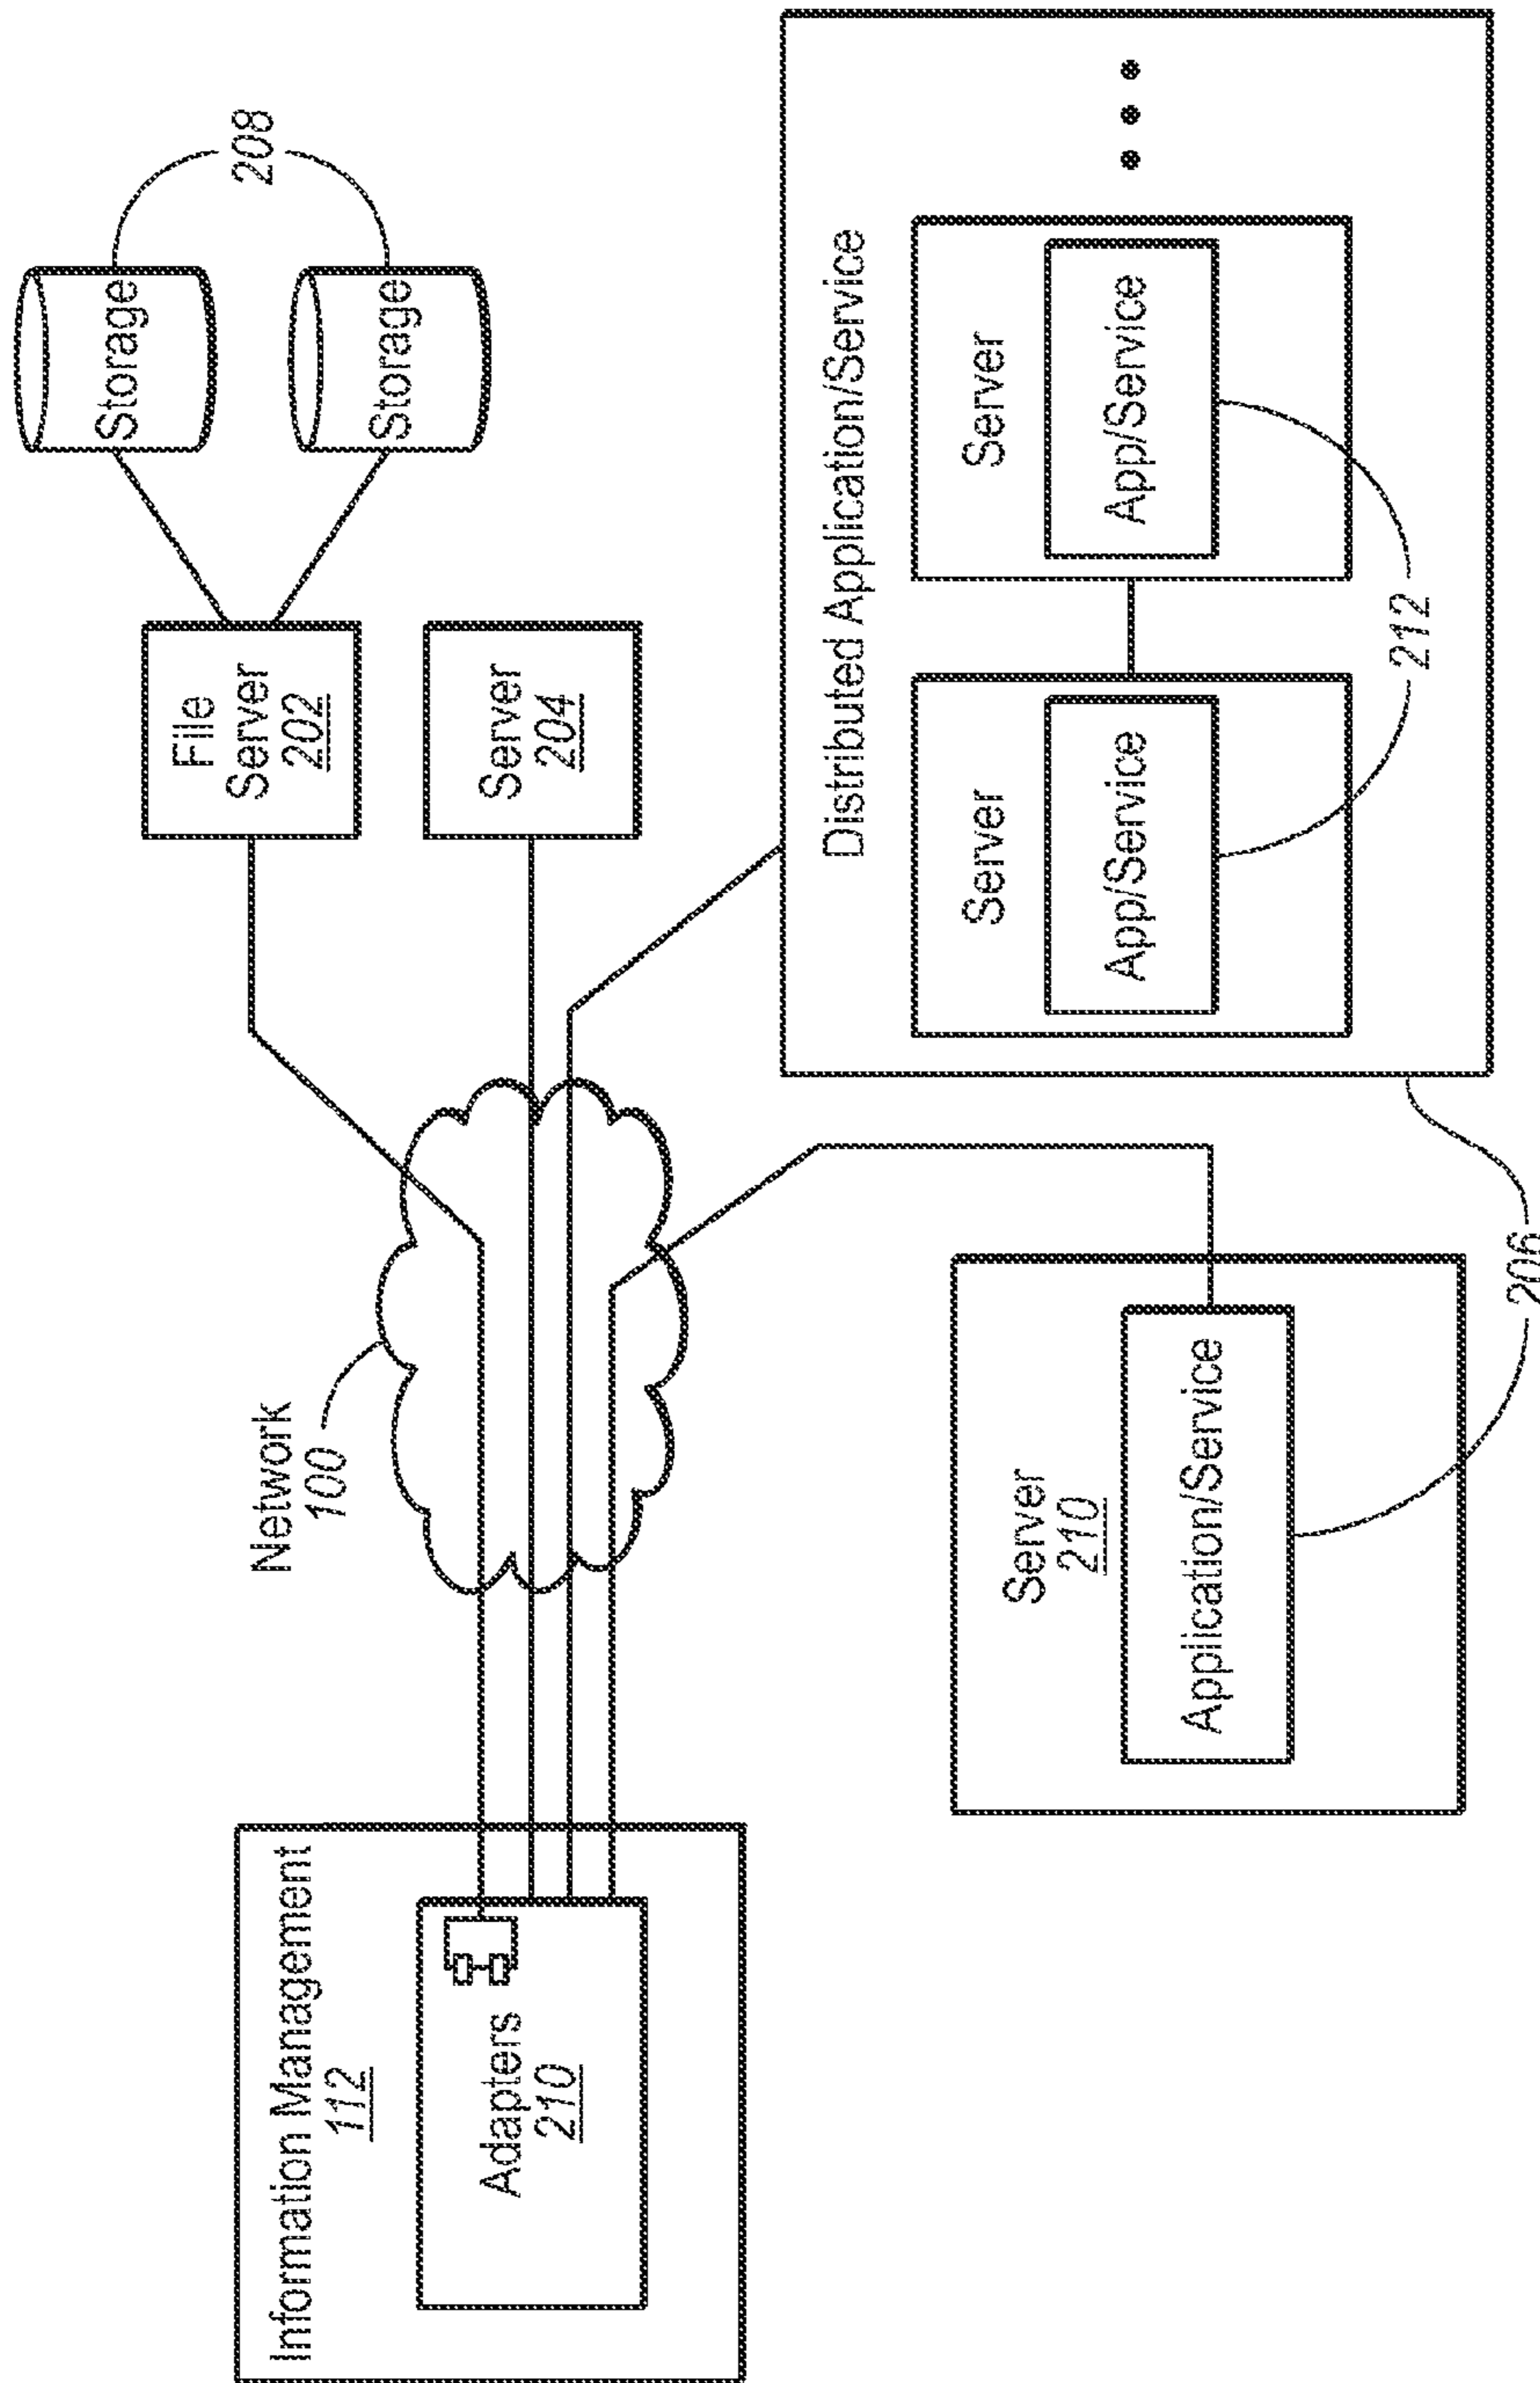 Information Management
112
Adapters
210
Network
100
File
Server
202
Server
204
Storage
Storage
208
Server
210
Application/Service
206
Distributed Application/Service
Server
App/Service
Server
App/Service
212